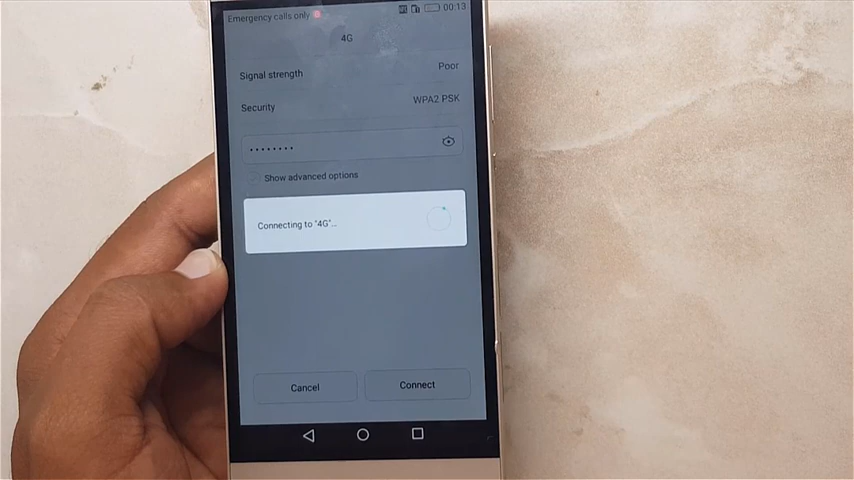 Emergency calls only 00:13
4G
Signal strength Poor
Security WPA2 PSK
••••••••
Show advanced options
Connecting to "4G"...
Cancel Connect